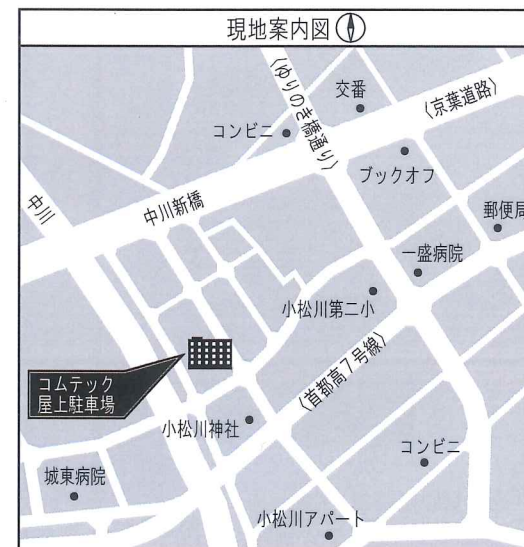 現地案内図
〈ゆりのき橋通り〉
交番
〈京葉道路〉
コンビニ
ブックオフ
中川
中川新橋
郵便局
一盛病院
小松川第二小
〈首都高7号線〉
コムテック
屋上駐車場
小松川神社
コンビニ
城東病院
小松川アパート